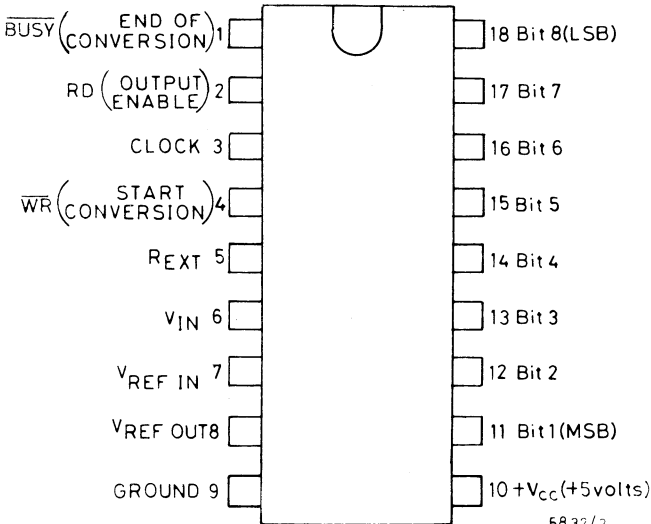 BUSY (END OF CONVERSION) 1
RD (OUTPUT ENABLE) 2
CLOCK 3
WR (START CONVERSION) 4
REXT 5
VIN 6
VREF IN 7
VREF OUT 8
GROUND 9
18 Bit 8 (LSB)
17 Bit 7
16 Bit 6
15 Bit 5
14 Bit 4
13 Bit 3
12 Bit 2
11 Bit 1 (MSB)
10 +VCC (+5volts)